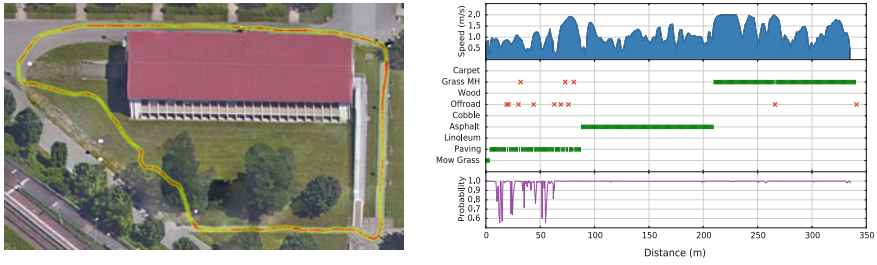 Speed (m/s)
2.0
1.5
1.0
0.5
Carpet
Grass MH
Wood
Offroad
Cobble
Asphalt
Linoleum
Paving
Mow Grass
Probability
1.0
0.9
0.8
0.7
0.6
0 50 100 150 200 250 300 350
Distance (m)